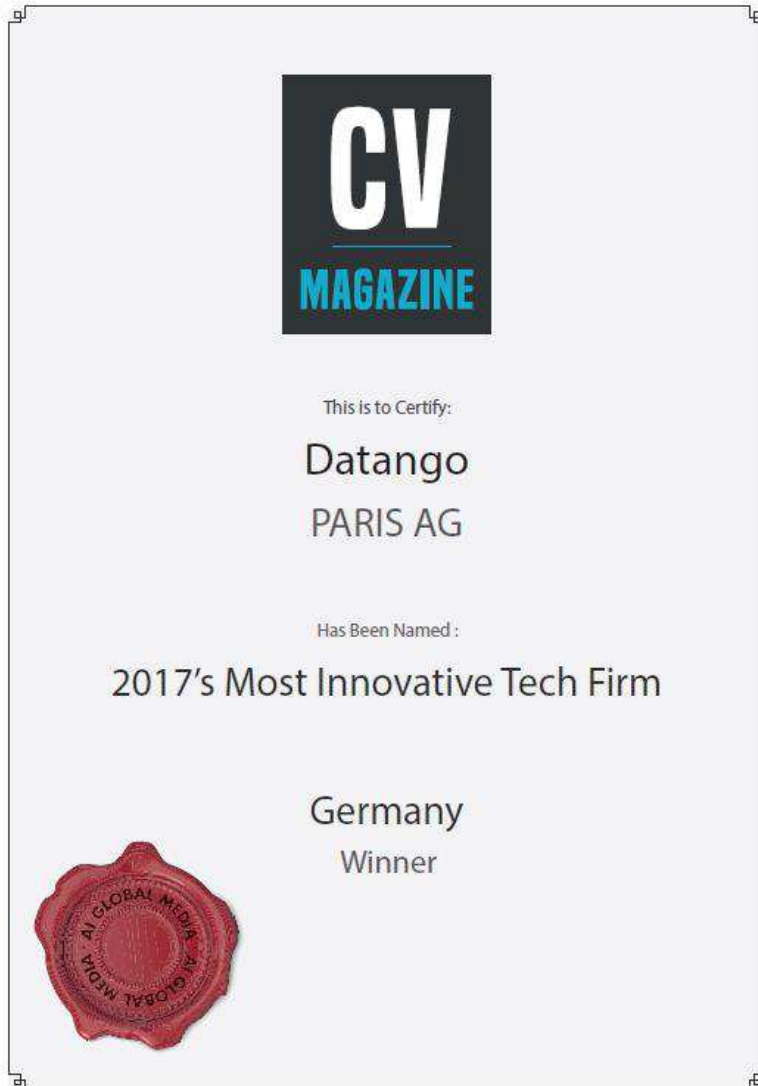 CV
MAGAZINE
This is to Certify:
Datango
PARIS AG
Has Been Named :
2017's Most Innovative Tech Firm
Germany
Winner
AI GLOBAL MEDIA · AI GLOBAL MEDIA ·